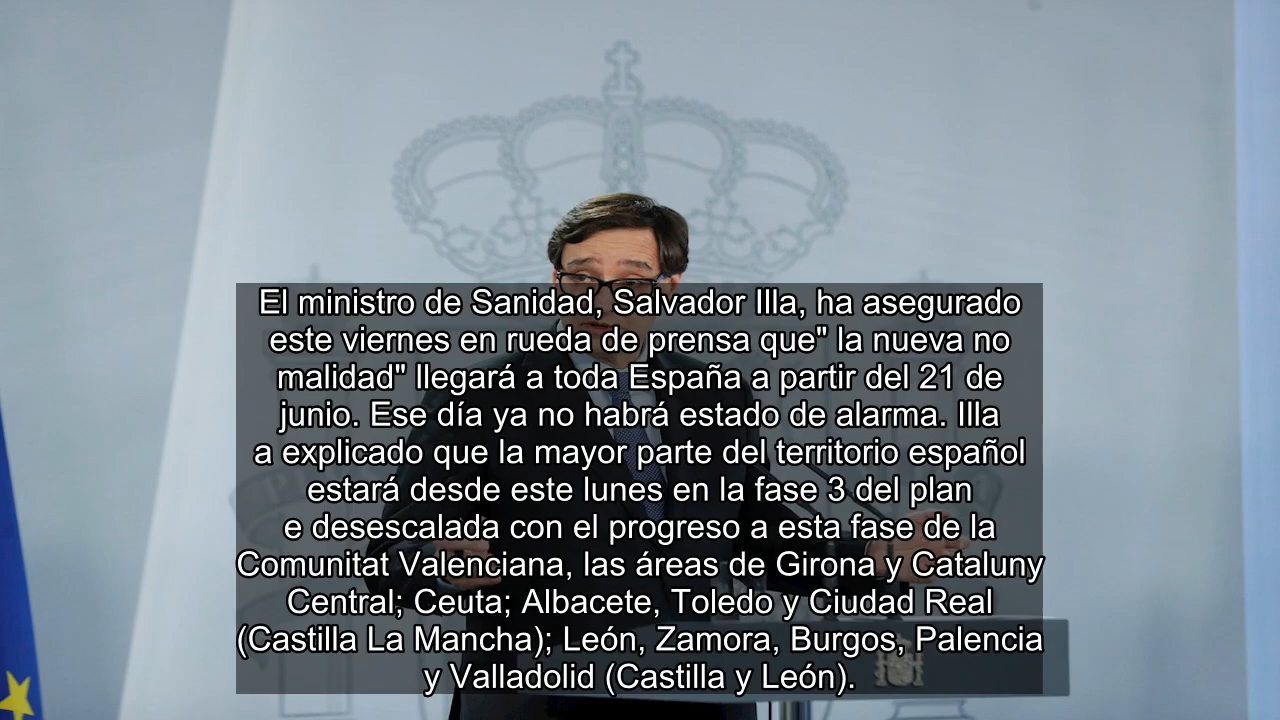 El ministro de Sanidad, Salvador Illa, ha asegurado
este viernes en rueda de prensa que" la nueva no
malidad" llegará a toda España a partir del 21 de
junio. Ese día ya no habrá estado de alarma. Illa
a explicado que la mayor parte del territorio español
estará desde este lunes en la fase 3 del plan
e desescalada con el progreso a esta fase de la
Comunitat Valenciana, las áreas de Girona y Cataluny
Central; Ceuta; Albacete, Toledo y Ciudad Real
(Castilla La Mancha); León, Zamora, Burgos, Palencia
y Valladolid (Castilla y León).